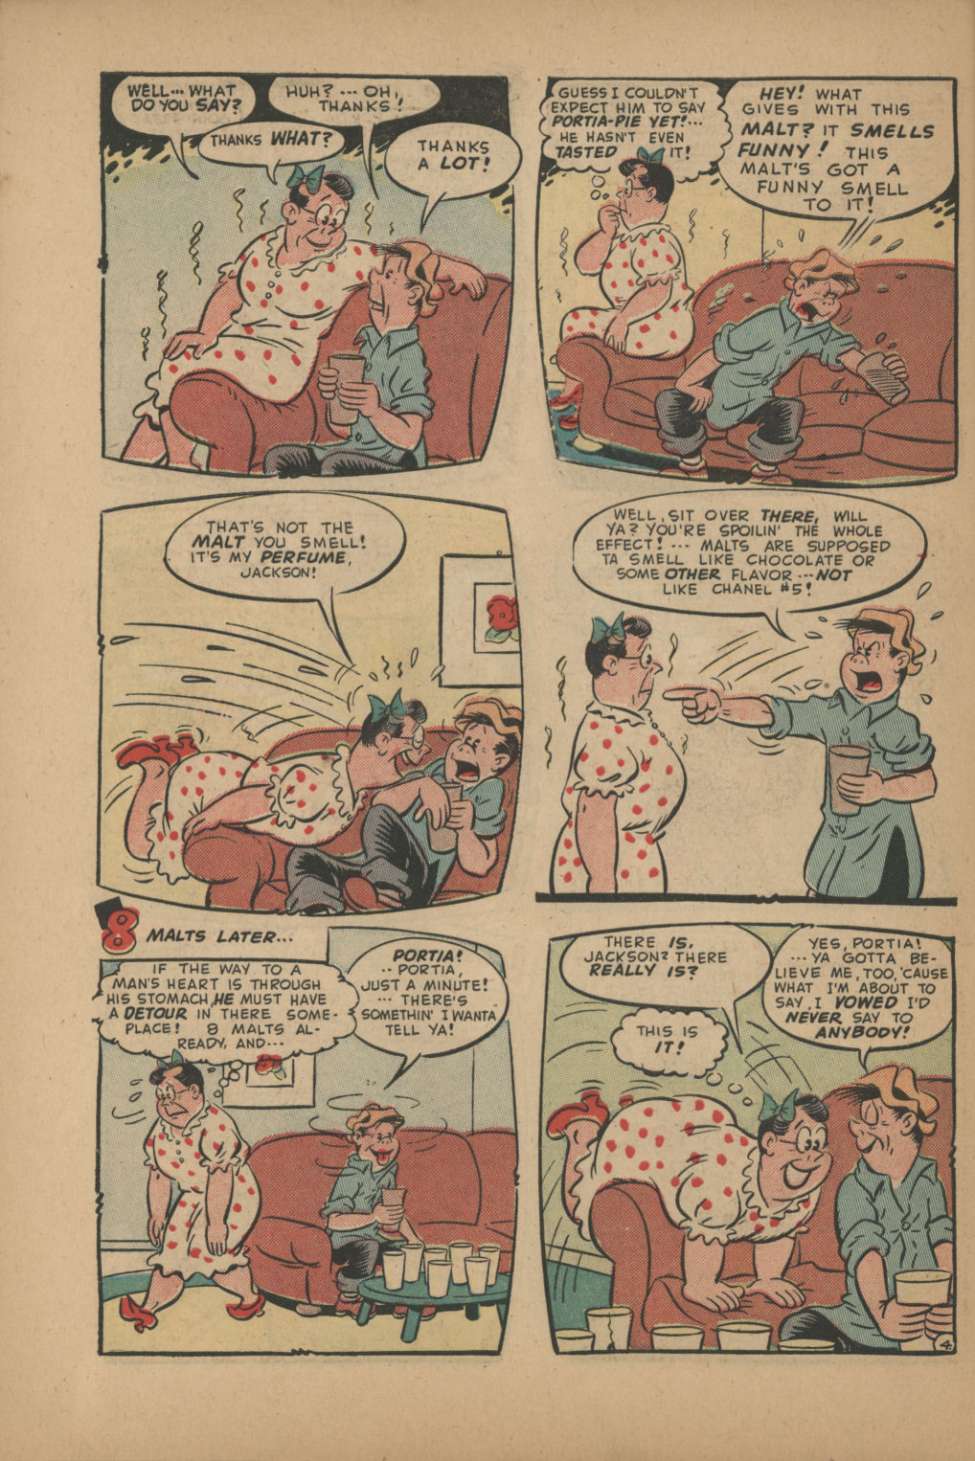 WELL... WHAT
DO YOU SAY?
HUH? --- OH,
THANKS!
THANKS WHAT?
THANKS
A LOT!
GUESS I COULDN'T
EXPECT HIM TO SAY
PORTIA-PIE YET!...
HE HASN'T EVEN
TASTED IT!
HEY! WHAT
GIVES WITH THIS
MALT? IT SMELLS
FUNNY! THIS
MALT'S GOT A
FUNNY SMELL
TO IT!
THAT'S NOT THE
MALT YOU SMELL!
IT'S MY PERFUME,
JACKSON!
WELL, SIT OVER THERE, WILL
YA? YOU'RE SPOILIN' THE WHOLE
EFFECT! --- MALTS ARE SUPPOSED
TA SMELL LIKE CHOCOLATE OR
SOME OTHER FLAVOR --- NOT
LIKE CHANEL #5!
8 MALTS LATER...
IF THE WAY TO A
MAN'S HEART IS THROUGH
HIS STOMACH, HE MUST HAVE
A DETOUR IN THERE SOME-
PLACE! 8 MALTS AL-
READY, AND---
PORTIA!
-- PORTIA,
JUST A MINUTE!
--- THERE'S
SOMETHIN' I WANTA
TELL YA!
THERE IS,
JACKSON? THERE
REALLY IS?
THIS IS
IT!
YES, PORTIA!
--- YA GOTTA BE-
LIEVE ME, TOO, 'CAUSE
WHAT I'M ABOUT TO
SAY, I VOWED I'D
NEVER SAY TO
ANYBODY!
4